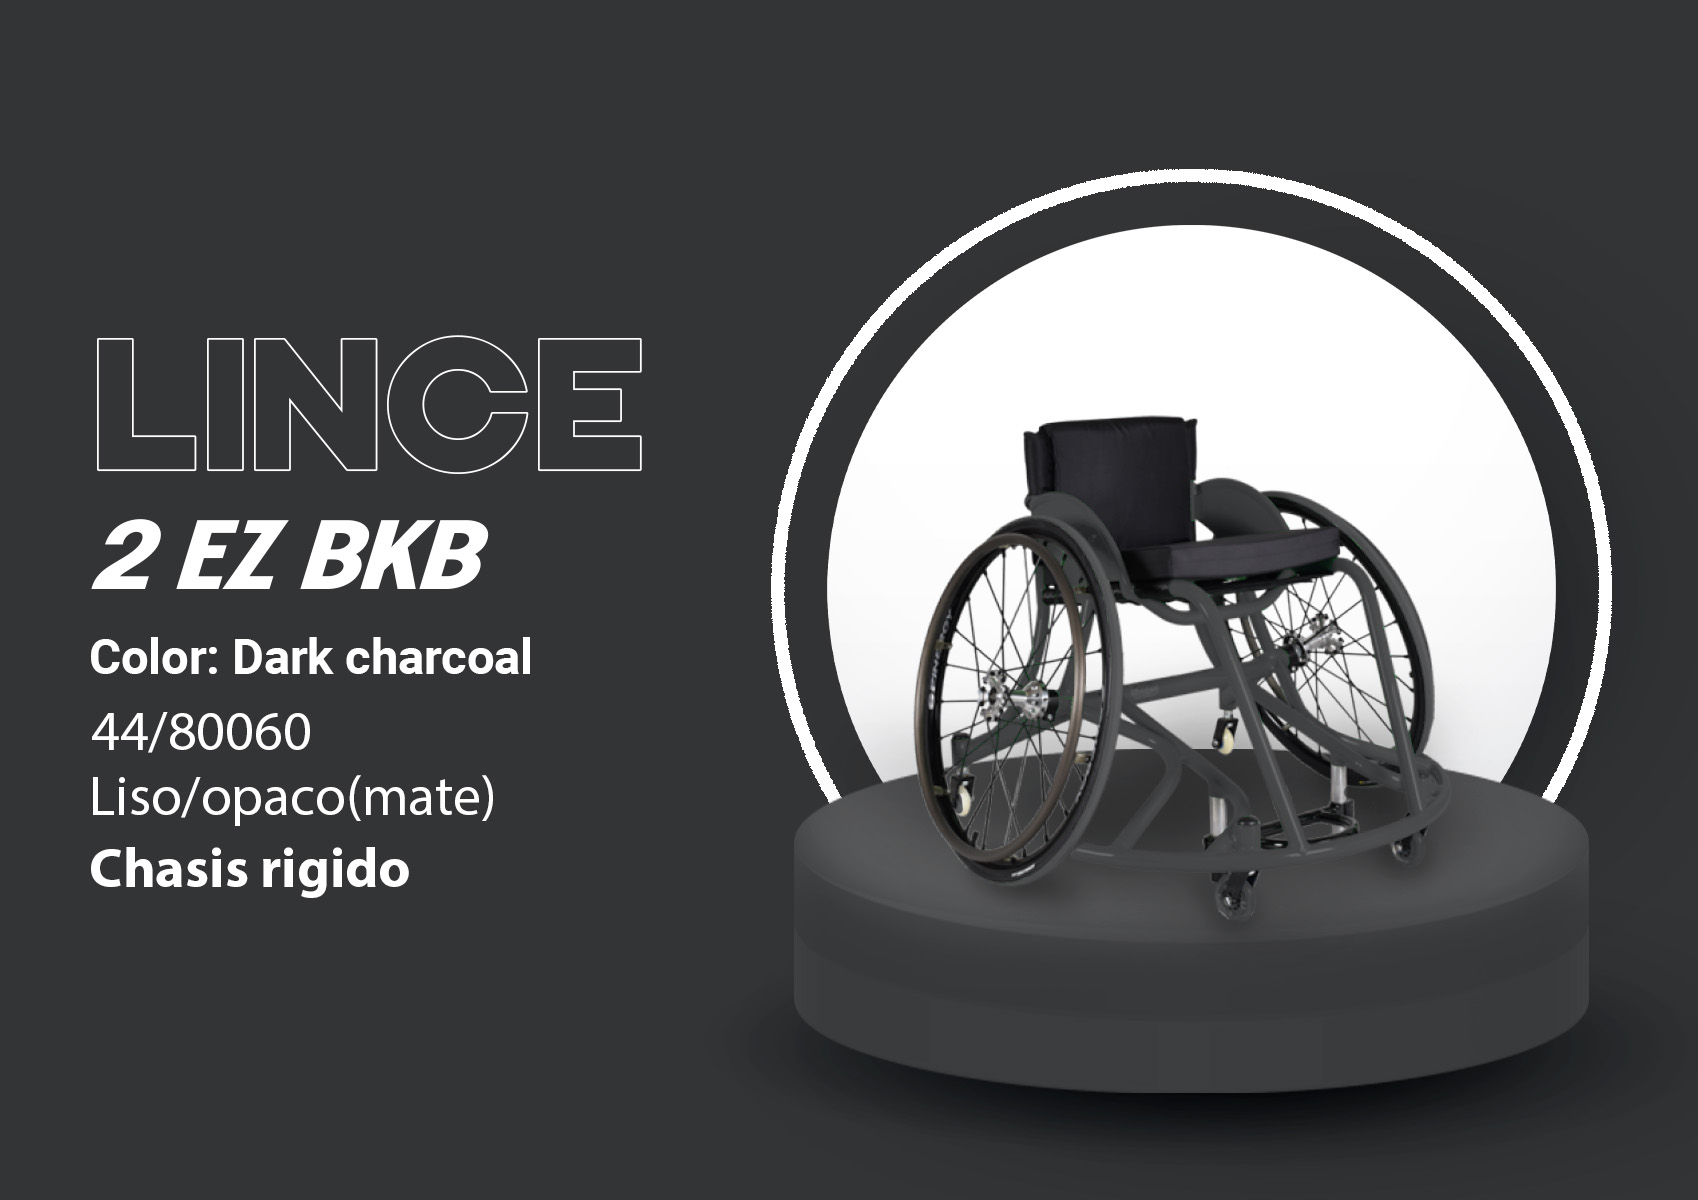 LINCE
2 EZ BKB
Color: Dark charcoal
44/80060
Liso/opaco(mate)
Chasis rigido